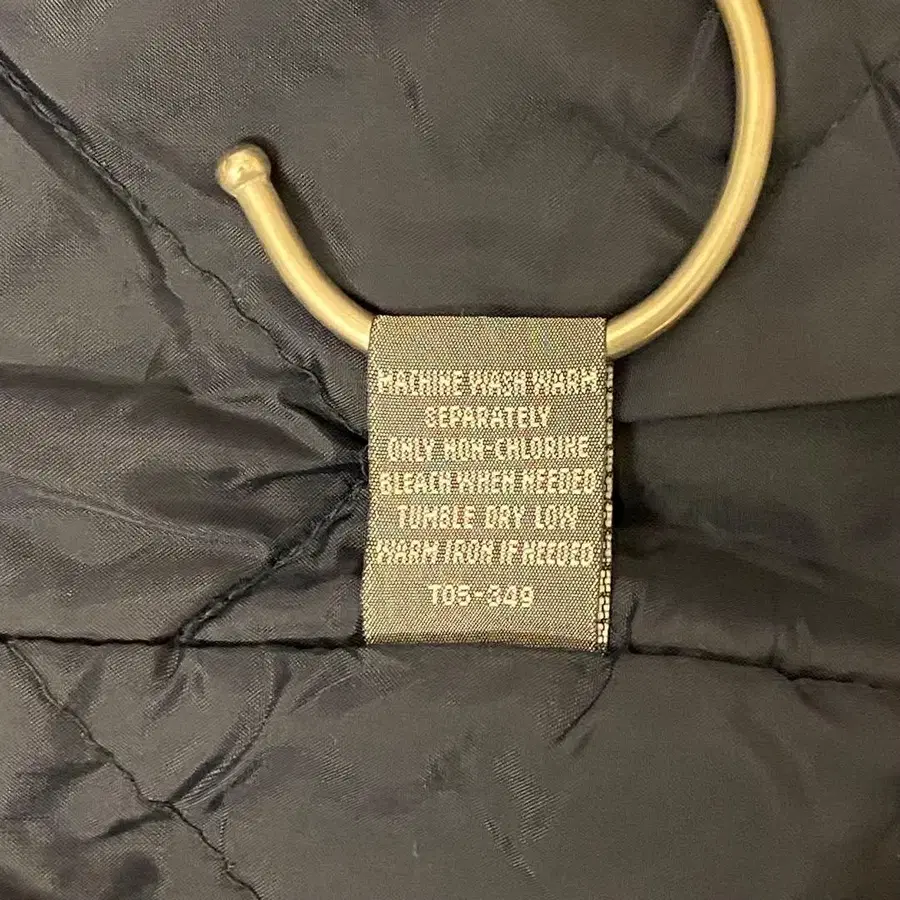 MACHINE WASH WARM
SEPARATELY
ONLY NON-CHLORINE
BLEACH WHEN NEEDED
TUMBLE DRY LOW
WARM IRON IF NEEDED
T05-349